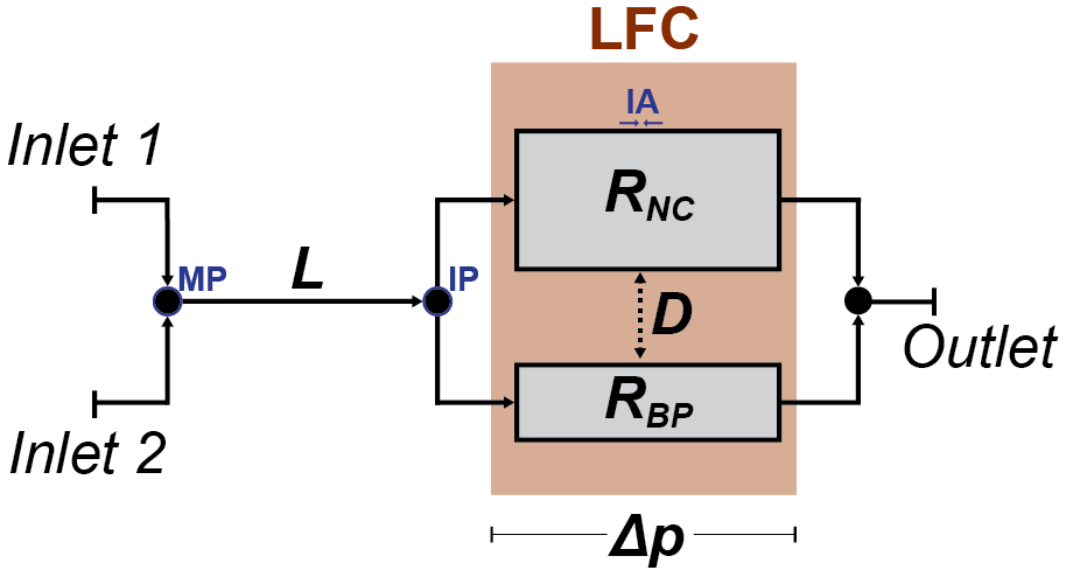 LFC
IA
Inlet 1
R_NC
MP
L
IP
D
Outlet
R_BP
Inlet 2
Δp